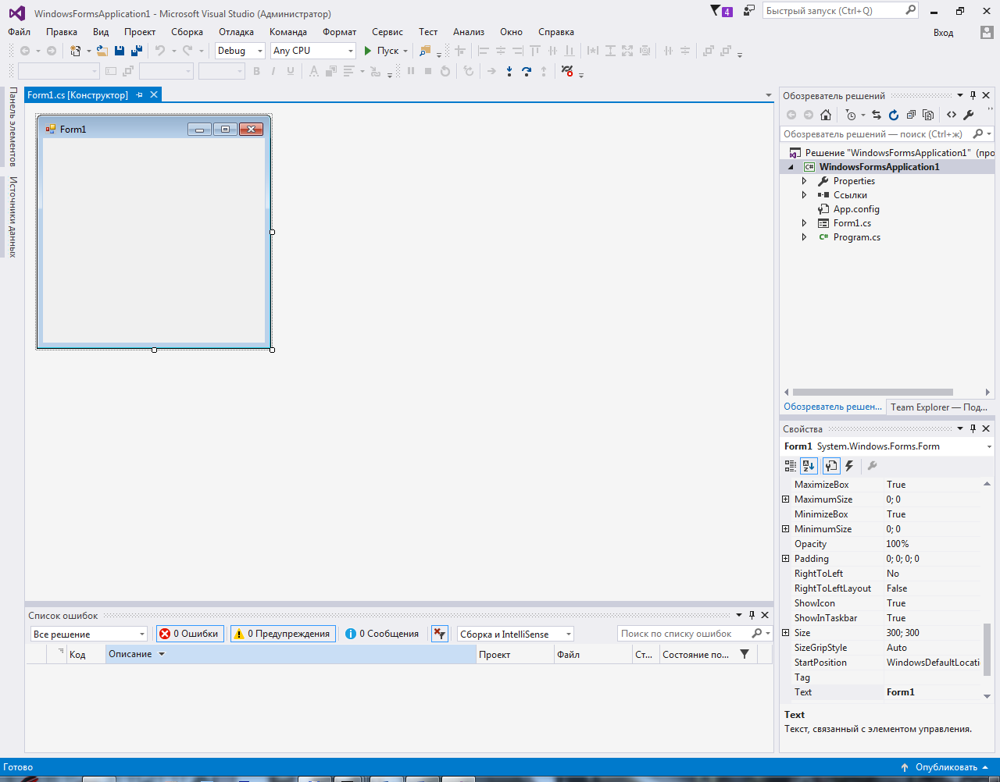 WindowsFormsApplication1 - Microsoft Visual Studio (Администратор)
4
Быстрый запуск (Ctrl+Q)
Файл Правка Вид Проект Сборка Отладка Команда Формат Сервис Тест Анализ Окно Справка
Вход
Debug Any CPU Пуск
B I U A
Панель элементов
Источники данных
Form1.cs [Конструктор]
Form1
Обозреватель решений
Обозреватель решений — поиск (Ctrl+ж)
Решение "WindowsFormsApplication1" (про
C# WindowsFormsApplication1
Properties
Ссылки
App.config
Form1.cs
C# Program.cs
Обозреватель решен... Team Explorer — Под...
Свойства
Form1 System.Windows.Forms.Form
MaximizeBox True
MaximumSize 0; 0
MinimizeBox True
MinimumSize 0; 0
Opacity 100%
Padding 0; 0; 0; 0
RightToLeft No
RightToLeftLayout False
ShowIcon True
ShowInTaskbar True
Size 300; 300
SizeGripStyle Auto
StartPosition WindowsDefaultLocati
Tag
Text Form1
Text
Текст, связанный с элементом управления.
Список ошибок
Все решение 0 Ошибки 0 Предупреждения 0 Сообщения Сборка и IntelliSense Поиск по списку ошибок
Код Описание Проект Файл Ст... Состояние по...
Готово
Опубликовать